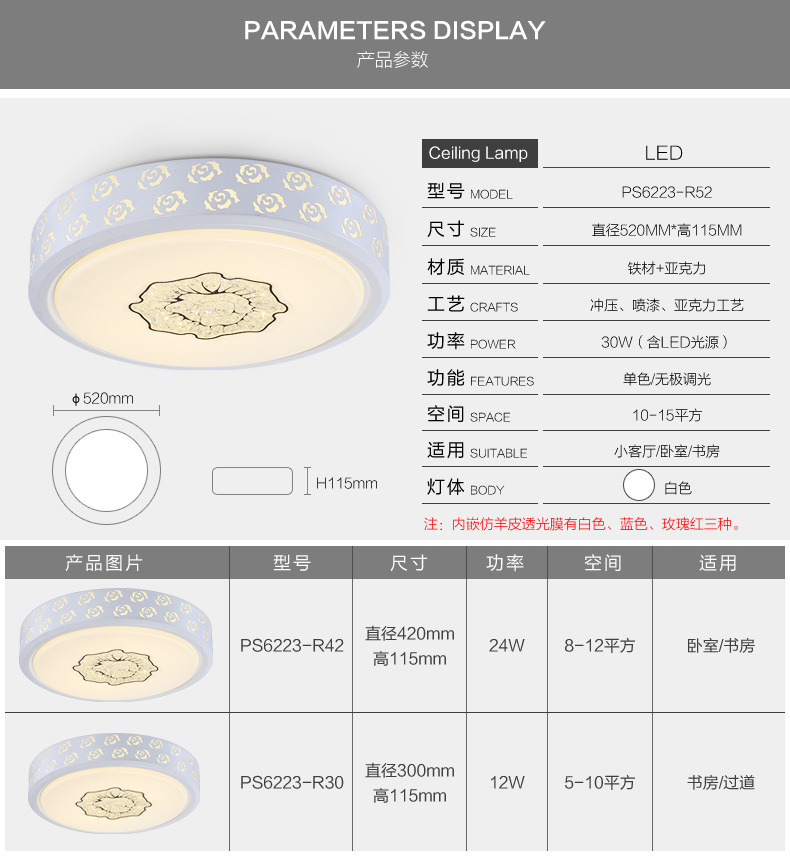 PARAMETERS DISPLAY
产品参数
Ceiling Lamp LED
型号 MODEL PS6223-R52
尺寸 SIZE 直径520MM*高115MM
材质 MATERIAL 铁材+亚克力
工艺 CRAFTS 冲压、喷漆、亚克力工艺
功率 POWER 30W（含LED光源）
功能 FEATURES 单色/无极调光
空间 SPACE 10-15平方
适用 SUITABLE 小客厅/卧室/书房
灯体 BODY 白色
注：内嵌仿羊皮透光膜有白色、蓝色、玫瑰红三种。
ϕ520mm
H115mm
产品图片 型号 尺寸 功率 空间 适用
PS6223-R42 直径420mm 24W 8-12平方 卧室/书房
高115mm
PS6223-R30 直径300mm 12W 5-10平方 书房/过道
高115mm